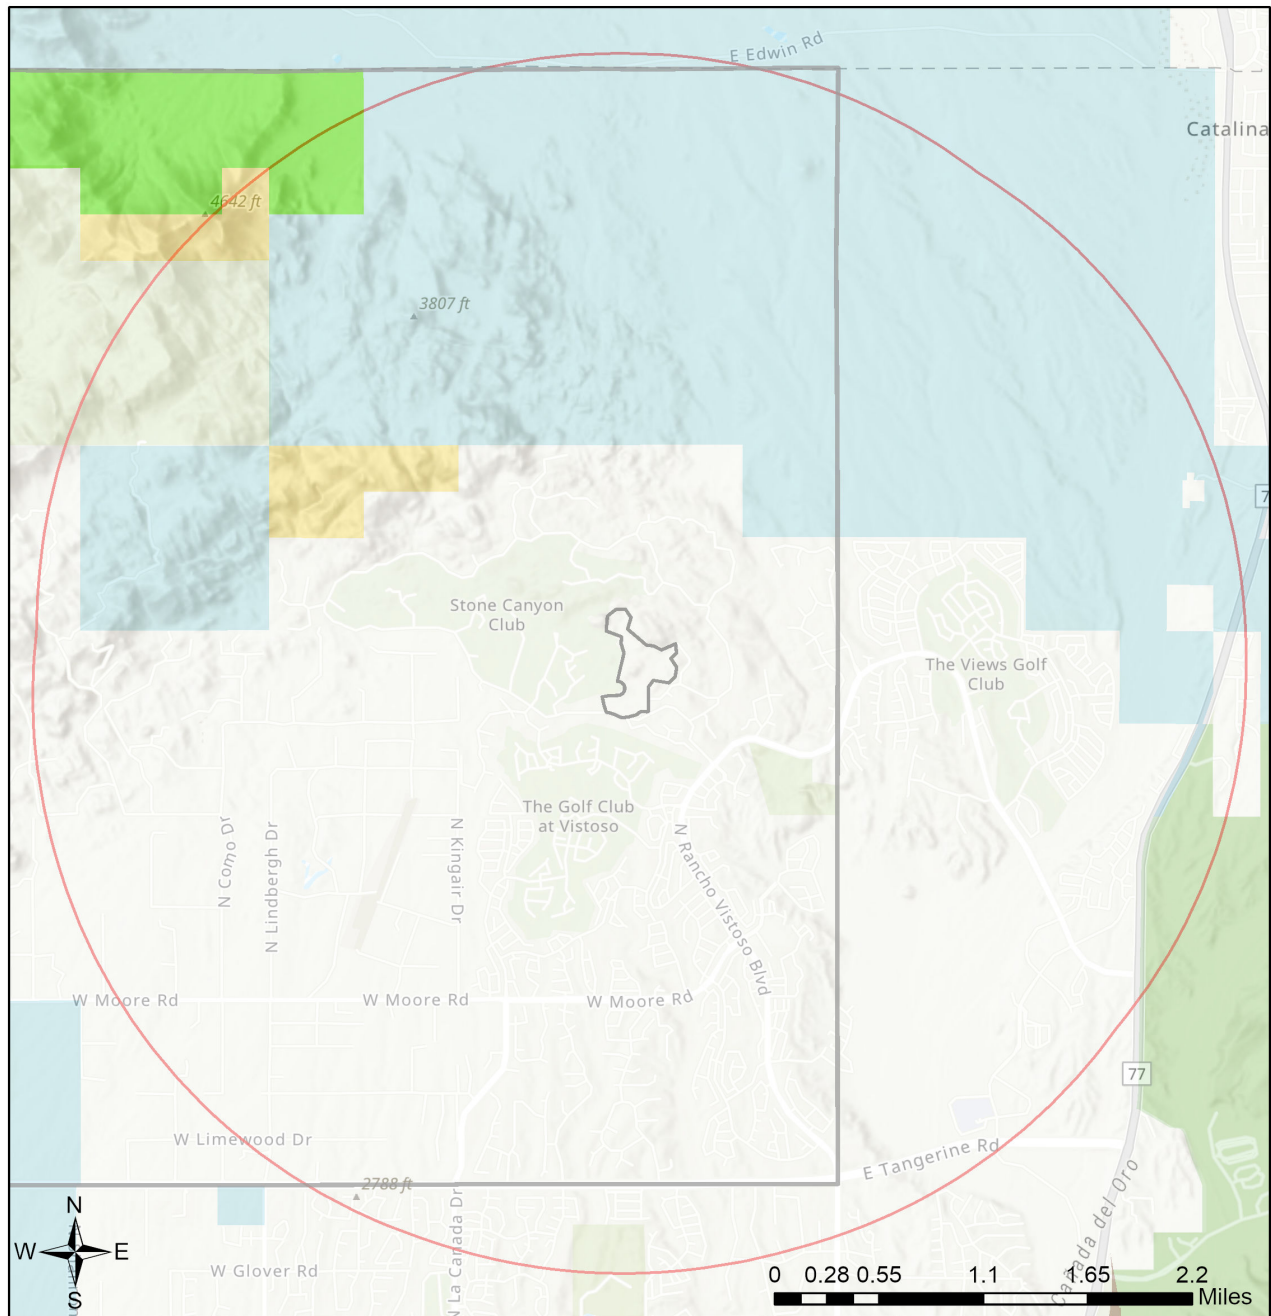 E Edwin Rd
Catalina
4642 ft
3807 ft
7
Stone Canyon
Club
The Views Golf
Club
The Golf Club
at Vistoso
N Como Dr
N Lindbergh Dr
N Kingair Dr
N Rancho Vistoso Blvd
W Moore Rd
W Moore Rd
W Moore Rd
77
W Limewood Dr
E Tangerine Rd
2788 ft
Cañada del Oro
N La Canada Dr
W Glover Rd
N
W
E
S
0 0.28 0.55 1.1 1.65 2.2
Miles